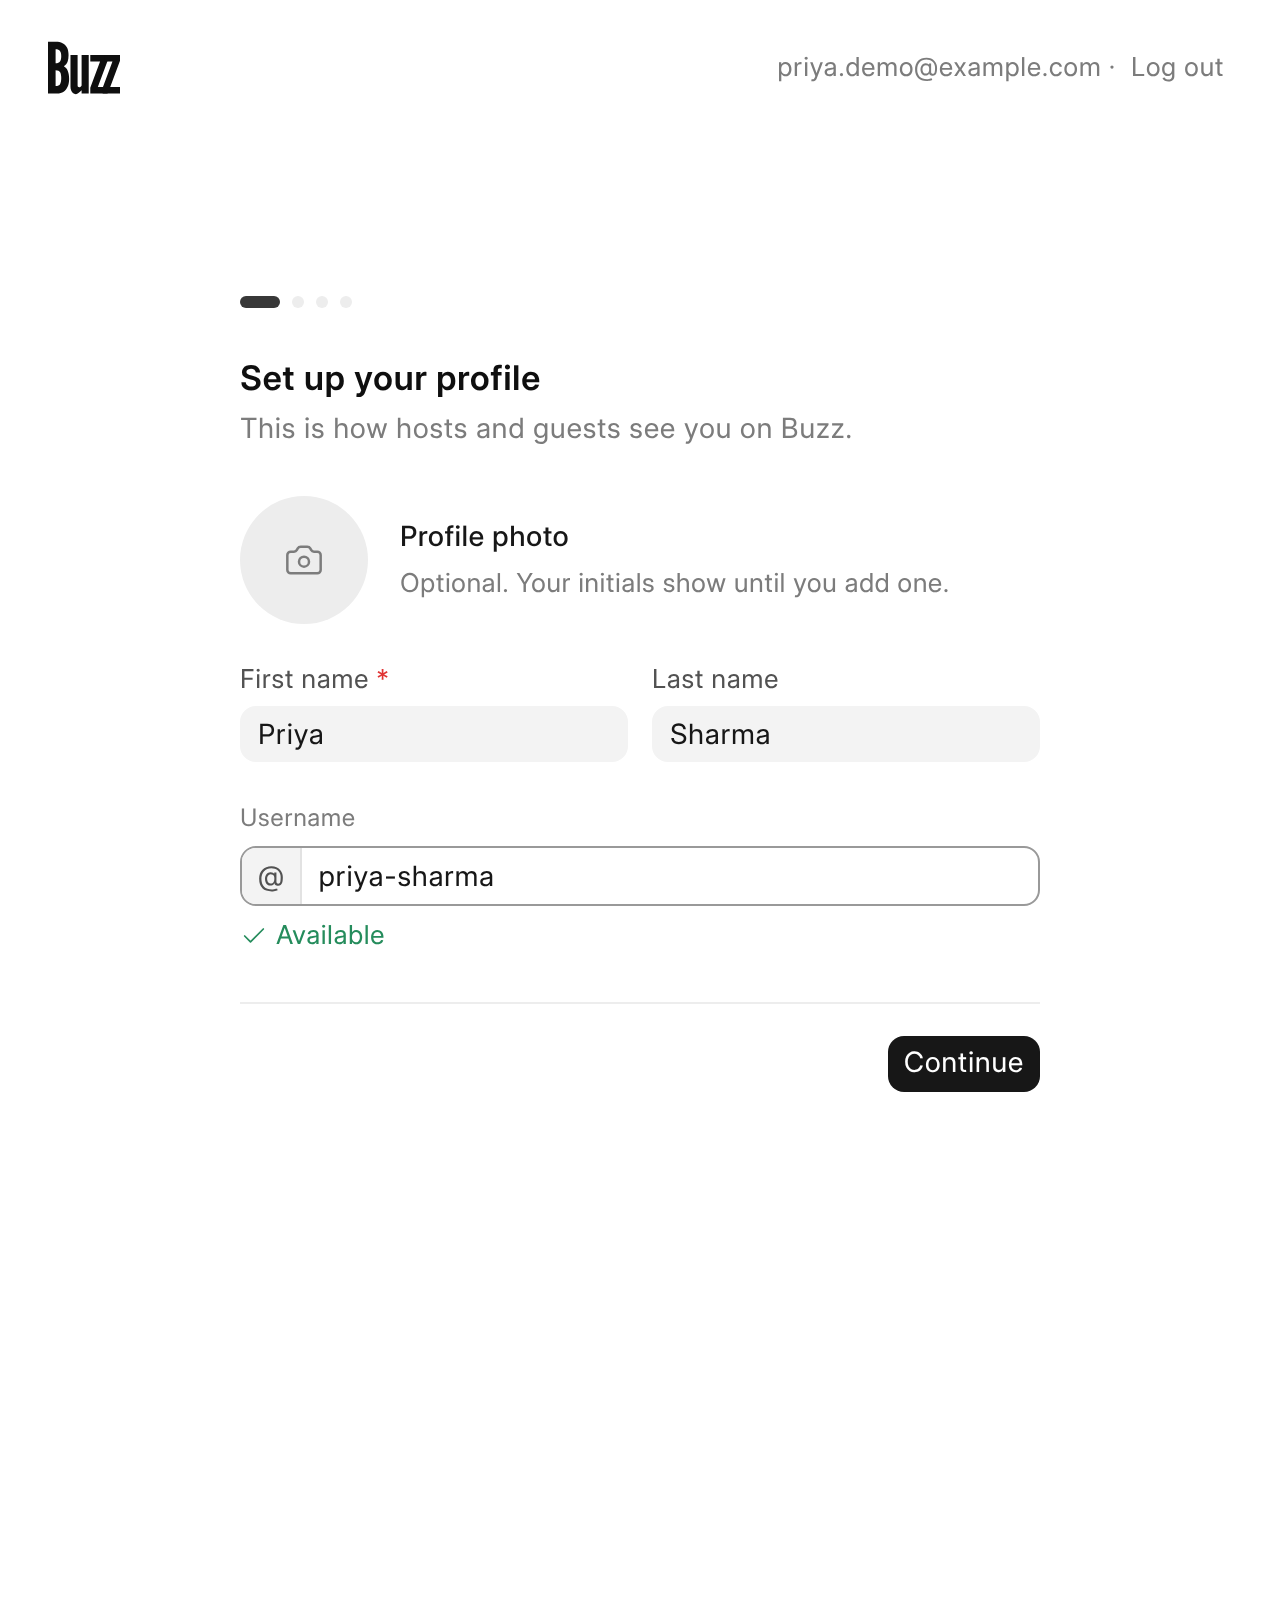 Buzz
priya.demo@example.com · Log out
Set up your profile
This is how hosts and guests see you on Buzz.
Profile photo
Optional. Your initials show until you add one.
First name *
Last name
Priya
Sharma
Username
@ priya-sharma
Available
Continue